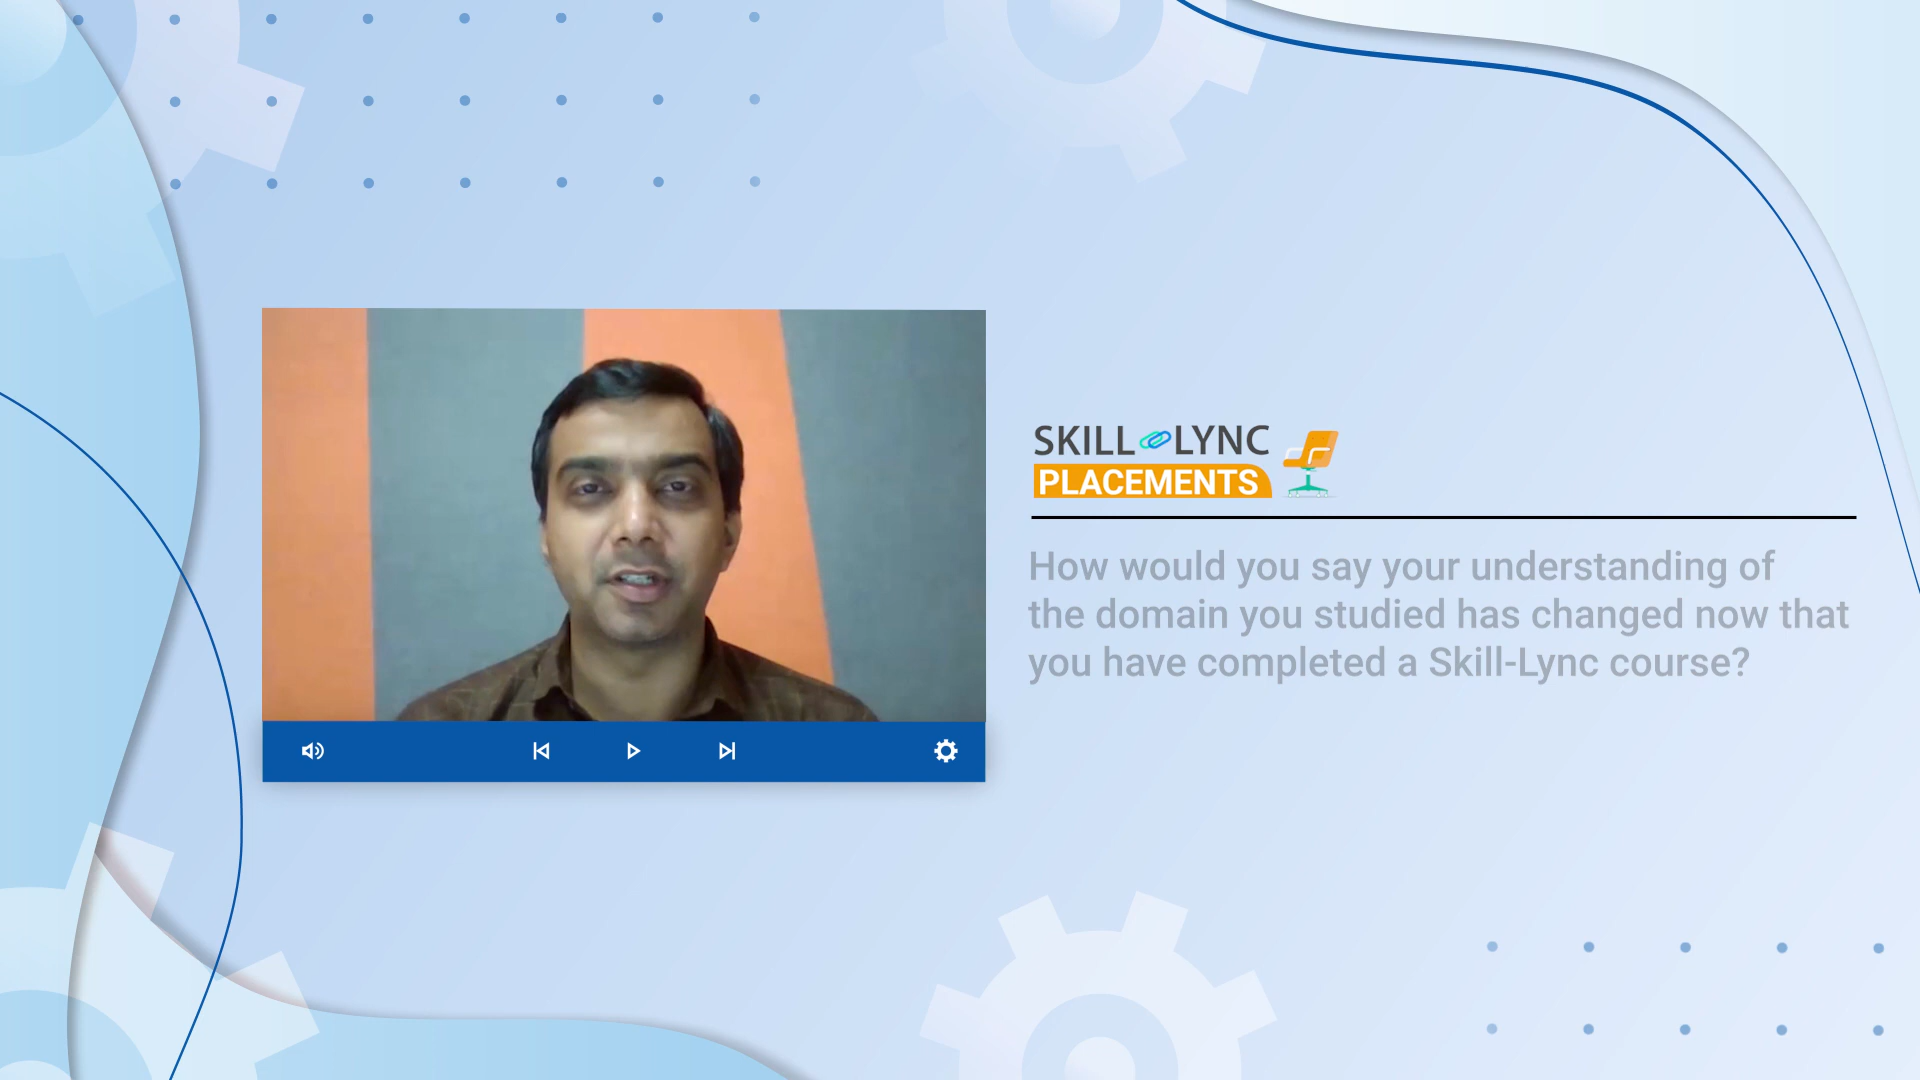 SKILL LYNC
PLACEMENTS
How would you say your understanding of
the domain you studied has changed now that
you have completed a Skill-Lync course?